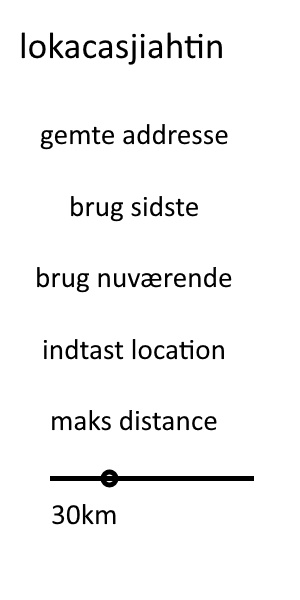 lokacasjiahtin
gemte addresse
brug sidste
brug nuværende
indtast location
maks distance
30km